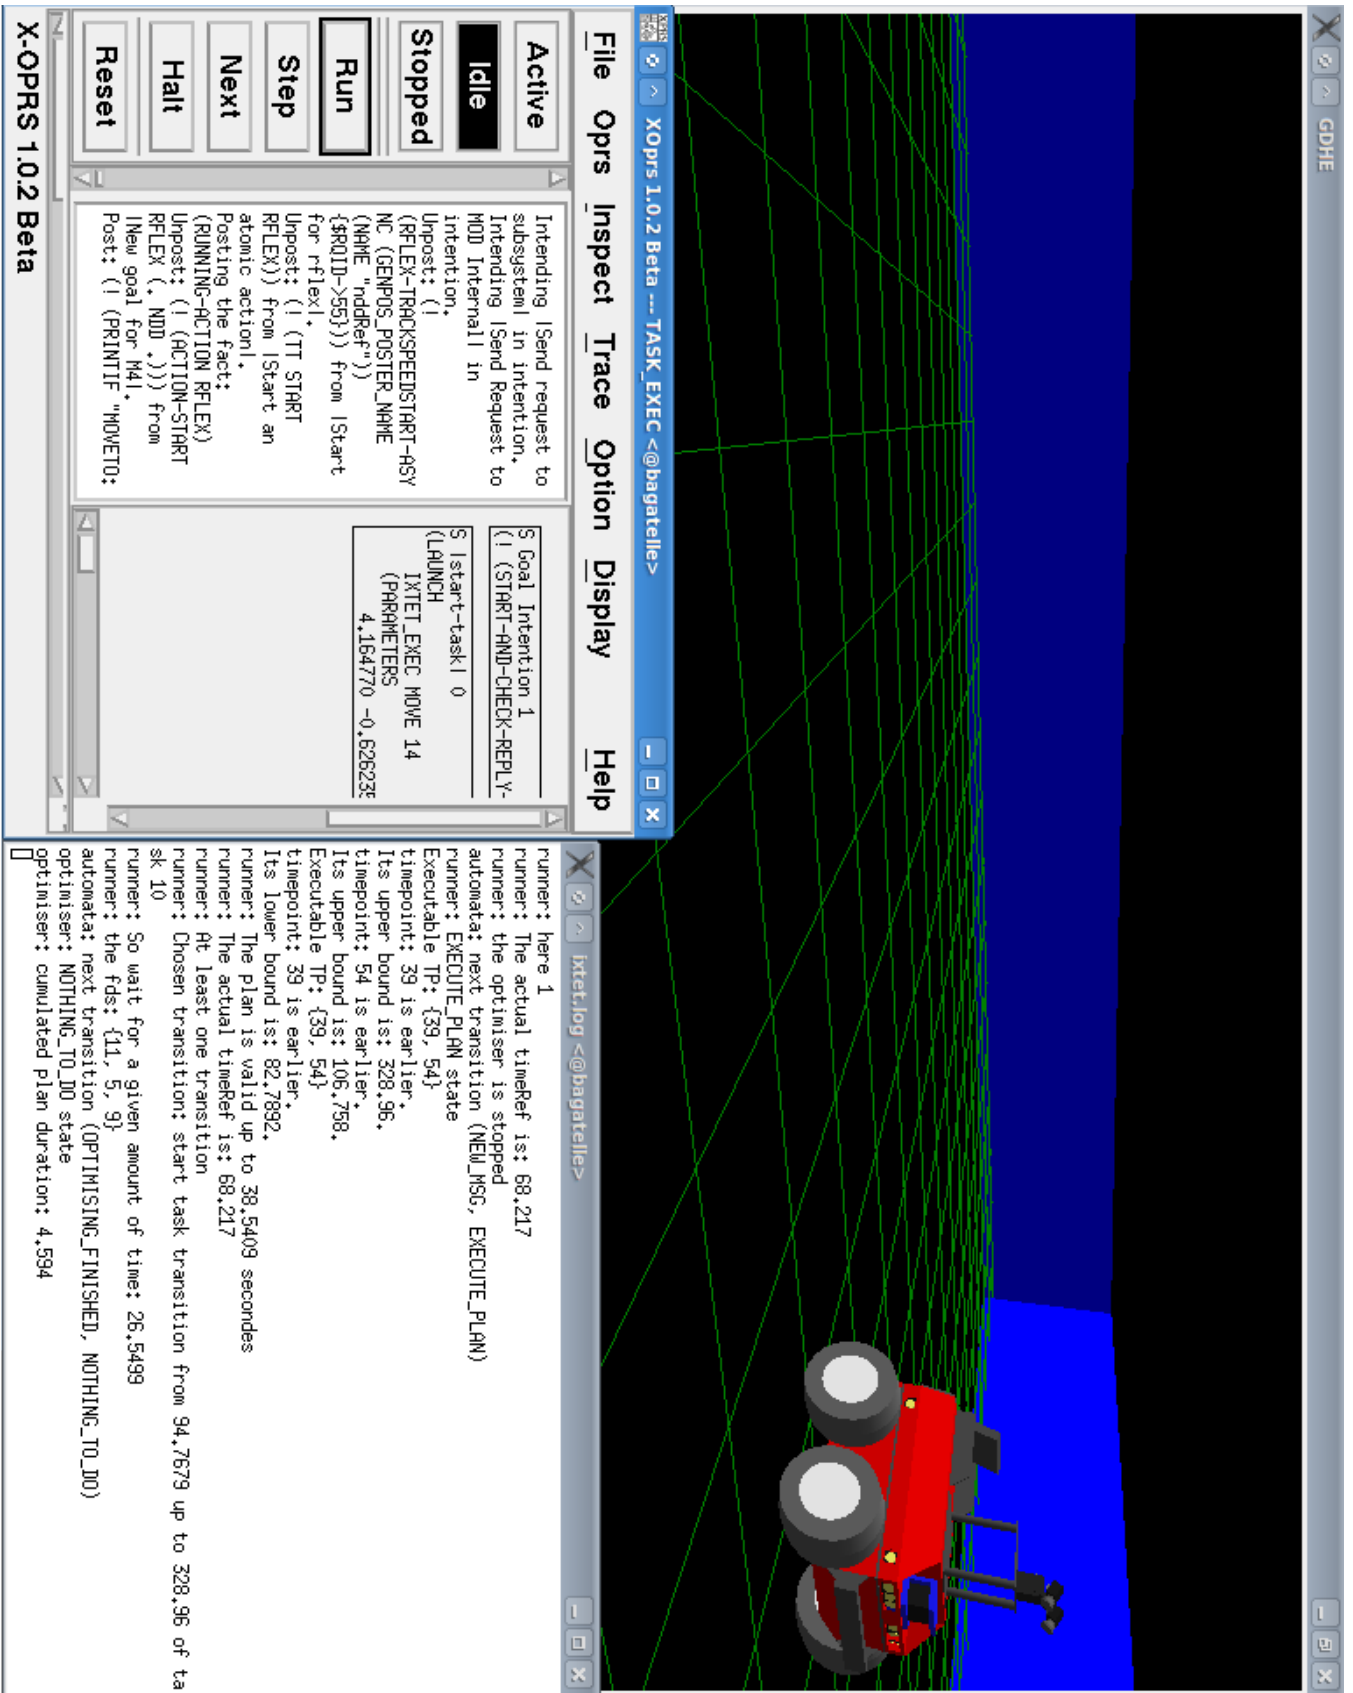 GDHE
XOprs 1.0.2 Beta --- TASK_EXEC <@bagatelle>
File Oprs Inspect Trace Option Display Help
Active
Idle
Stopped
Run
Step
Next
Halt
Reset
Intending |Send request to
subsystem| in intention.
Intending |Send Request to
MOD Internal| in
intention.
Unpost: (!
(RFLEX-TRACKSPEEDSTART-ASY
NC (GENPOS_POSTER_NAME
(NAME "nddRef"))
{$RQID->55})) from |Start
for rflex|.
Unpost: (! (TT START
RFLEX)) from |Start an
atomic action|.
Posting the fact:
(RUNNING-ACTION RFLEX)
Unpost: (! (ACTION-START
RFLEX (. NDD .))) from
|New goal for M4|.
Post: (! (PRINTF "MOVETO:
S Goal Intention 1
(! (START-AND-CHECK-REPLY-
S |start-task| 0
(LAUNCH
IXTET_EXEC MOVE 14
(PARAMETERS
4.164770 -0.626235
X-OPRS 1.0.2 Beta
ixtet.log <@bagatelle>
runner: here 1
runner: The actual timeRef is: 68.217
runner: the optimiser is stopped
automata: next transition (NEW_MSG, EXECUTE_PLAN)
runner: EXECUTE_PLAN state
Executable TP: {39, 54}
timepoint: 39 is earlier.
Its upper bound is: 328.96.
timepoint: 54 is earlier.
Its upper bound is: 106.758.
Executable TP: {39, 54}
timepoint: 39 is earlier.
Its lower bound is: 82.7892.
runner: The plan is valid up to 38.5409 secondes
runner: The actual timeRef is: 68.217
runner: At least one transition
runner: Chosen transition: start task transition from 94.7679 up to 328.96 of ta
sk 10
runner: So wait for a given amount of time: 26.5499
runner: the fds: {11, 5, 9}
automata: next transition (OPTIMISING_FINISHED, NOTHING_TO_DO)
optimiser: NOTHING_TO_DO state
optimiser: cumulated plan duration: 4.594